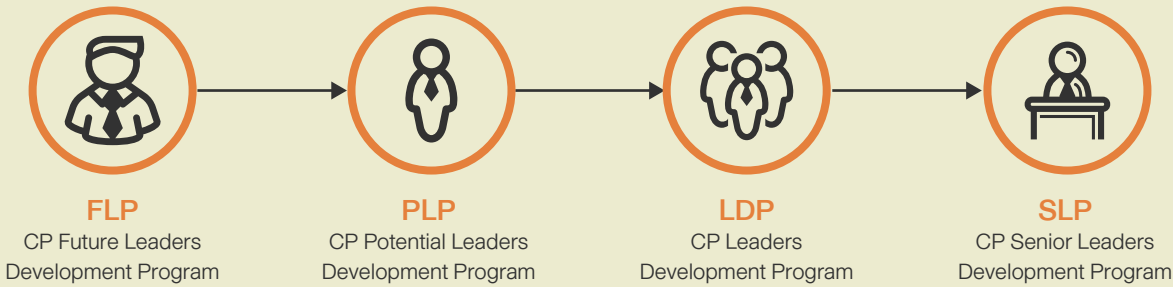 FLP
CP Future Leaders
Development Program
PLP
CP Potential Leaders
Development Program
LDP
CP Leaders
Development Program
SLP
CP Senior Leaders
Development Program